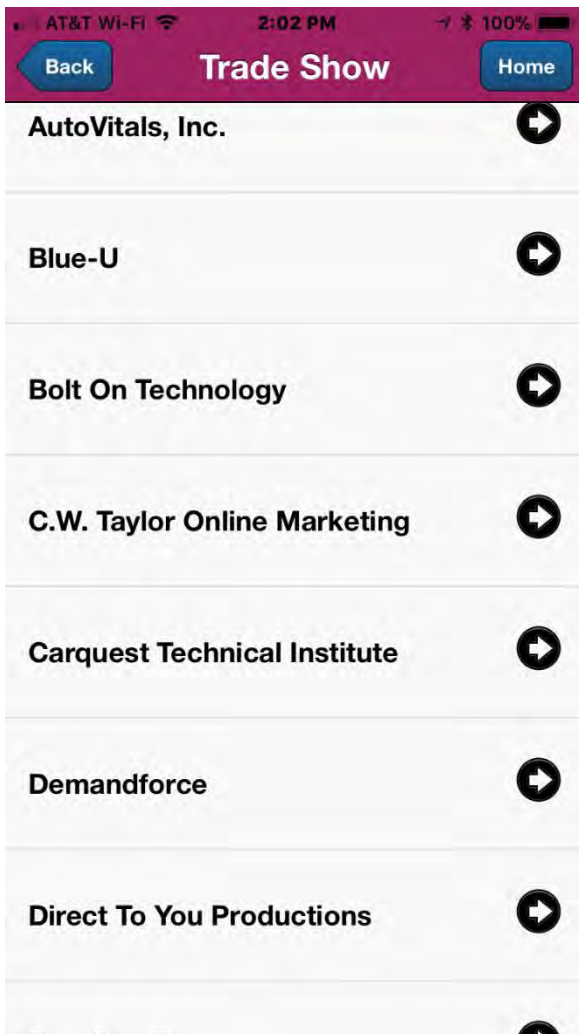 AT&T Wi-Fi 2:02 PM 100%
Back Trade Show Home
AutoVitals, Inc.
Blue-U
Bolt On Technology
C.W. Taylor Online Marketing
Carquest Technical Institute
Demandforce
Direct To You Productions